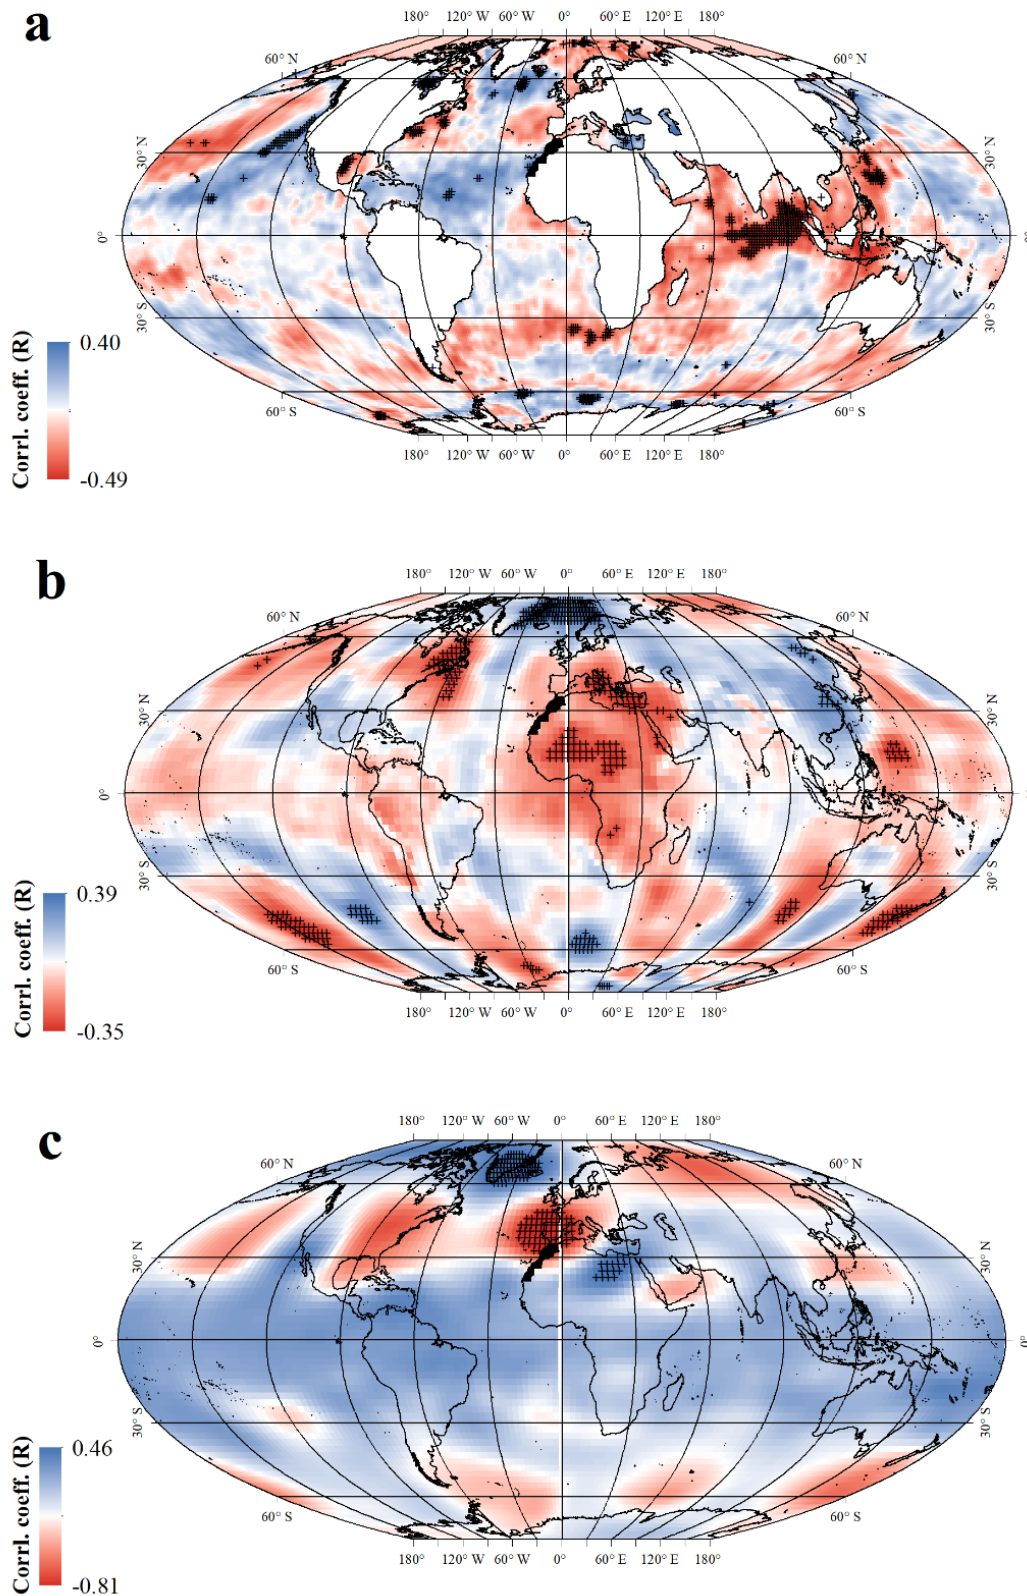 a
180° 120° W 60° W 0° 60° E 120° E 180°
60° N 60° N
30° N 30° N
0° 0°
30° S 30° S
60° S 60° S
180° 120° W 60° W 0° 60° E 120° E 180°
Corrl. coeff. (R)
0.40
-0.49
b
180° 120° W 60° W 0° 60° E 120° E 180°
60° N 60° N
30° N 30° N
0° 0°
30° S 30° S
60° S 60° S
180° 120° W 60° W 0° 60° E 120° E 180°
Corrl. coeff. (R)
0.39
-0.35
c
180° 120° W 60° W 0° 60° E 120° E 180°
60° N 60° N
30° N 30° N
0° 0°
30° S 30° S
60° S 60° S
180° 120° W 60° W 0° 60° E 120° E 180°
Corrl. coeff. (R)
0.46
-0.81